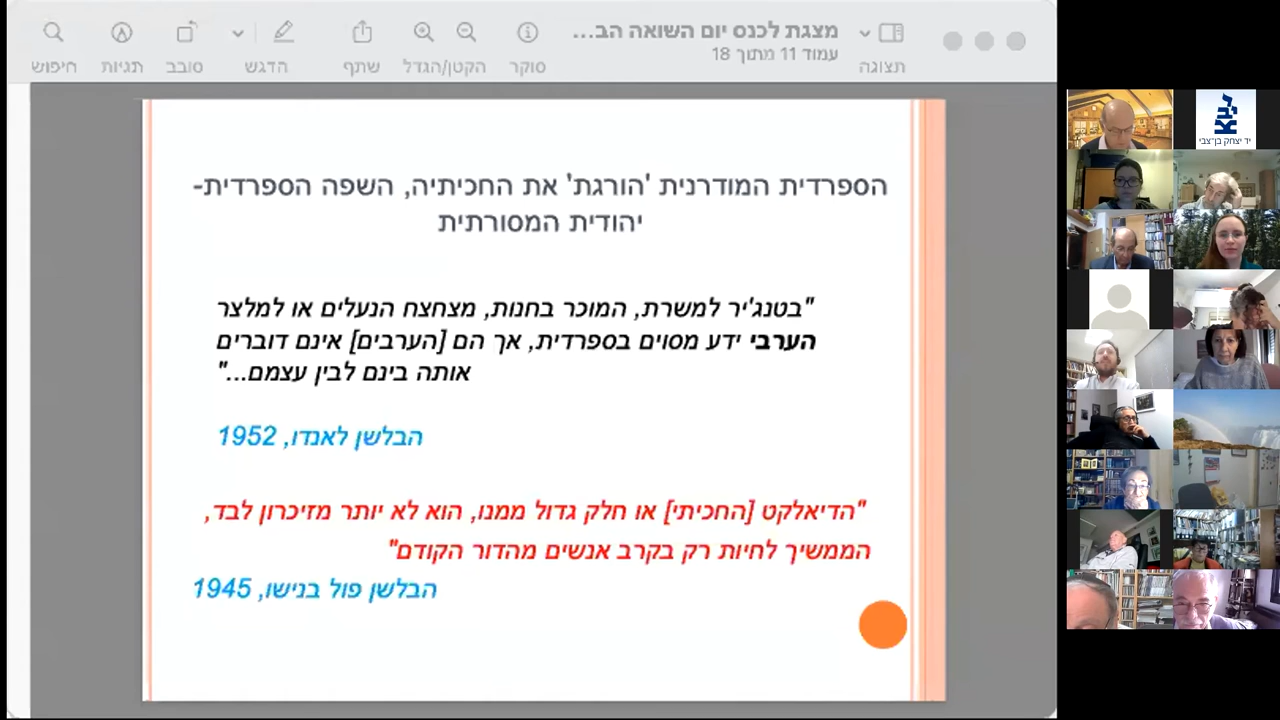 מצגת לכנס יום השואה הב...
עמוד 11 מתוך 18
תצוגה
סוקר
הקטן/הגדל
שתף
הדגש
סובב
תגיות
חיפוש
הספרדית המודרנית 'הורגת' את החכיתיה, השפה הספרדית-
יהודית המסורתית
"בטנג'יר למשרת, המוכר בחנות, מצחצח הנעלים או למלצר
הערבי ידע מסוים בספרדית, אך הם [הערבים] אינם דוברים
אותה בינם לבין עצמם..."
הבלשן לאנדו, 1952
"הדיאלקט [החכיתי] או חלק גדול ממנו, הוא לא יותר מזיכרון לבד,
הממשיך לחיות רק בקרב אנשים מהדור הקודם"
הבלשן פול בנישו, 1945
יד יצחק בן־צבי